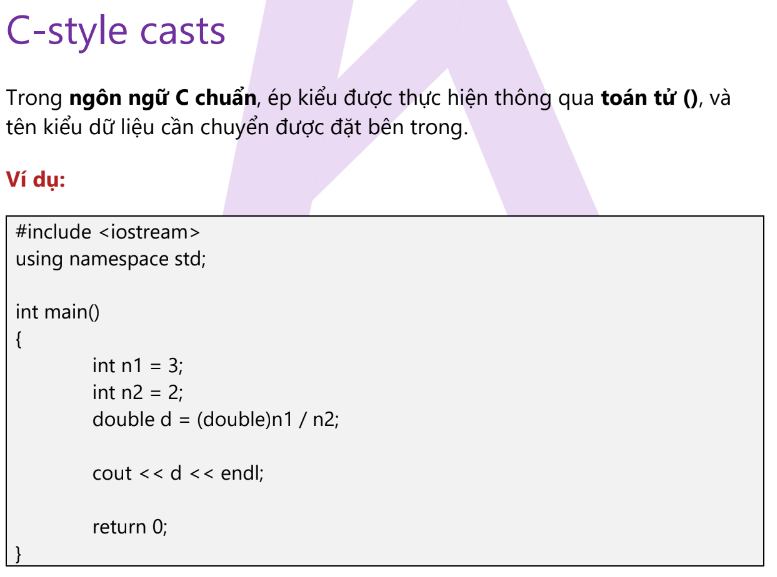 C-style casts
Trong ngôn ngữ C chuẩn, ép kiểu được thực hiện thông qua toán tử (), và
tên kiểu dữ liệu cần chuyển được đặt bên trong.
Ví dụ:
#include <iostream>
using namespace std;
int main()
{
int n1 = 3;
int n2 = 2;
double d = (double)n1 / n2;
cout << d << endl;
return 0;
}